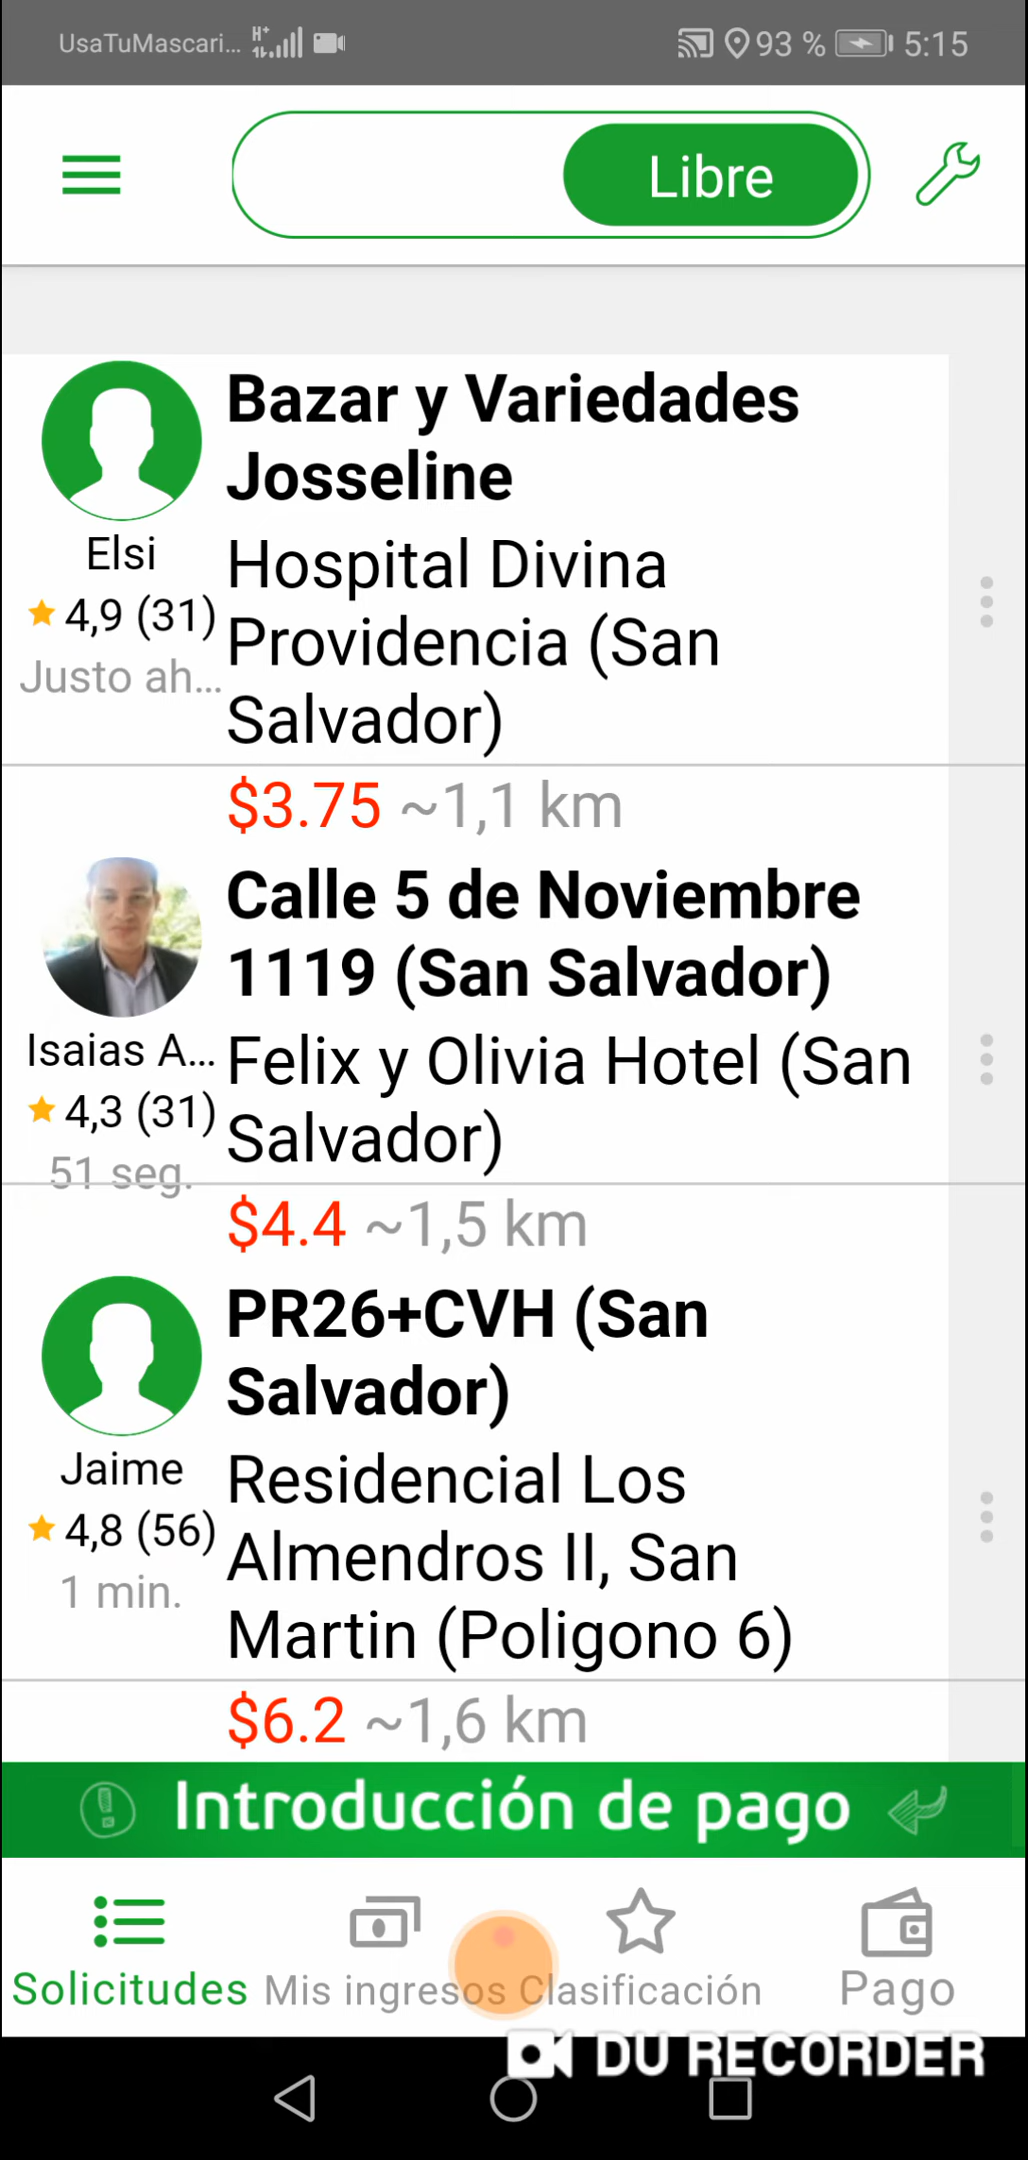 UsaTuMascari... H+ 93 % 5:15
Libre
Bazar y Variedades
Josseline
Elsi
4,9 (31)
Justo ah...
Hospital Divina
Providencia (San
Salvador)
$3.75 ~1,1 km
Calle 5 de Noviembre
1119 (San Salvador)
Isaias A...
4,3 (31)
51 seg.
Felix y Olivia Hotel (San
Salvador)
$4.4 ~1,5 km
PR26+CVH (San
Salvador)
Jaime
4,8 (56)
1 min.
Residencial Los
Almendros II, San
Martin (Poligono 6)
$6.2 ~1,6 km
Introducción de pago
Solicitudes Mis ingresos Clasificación Pago
DU RECORDER